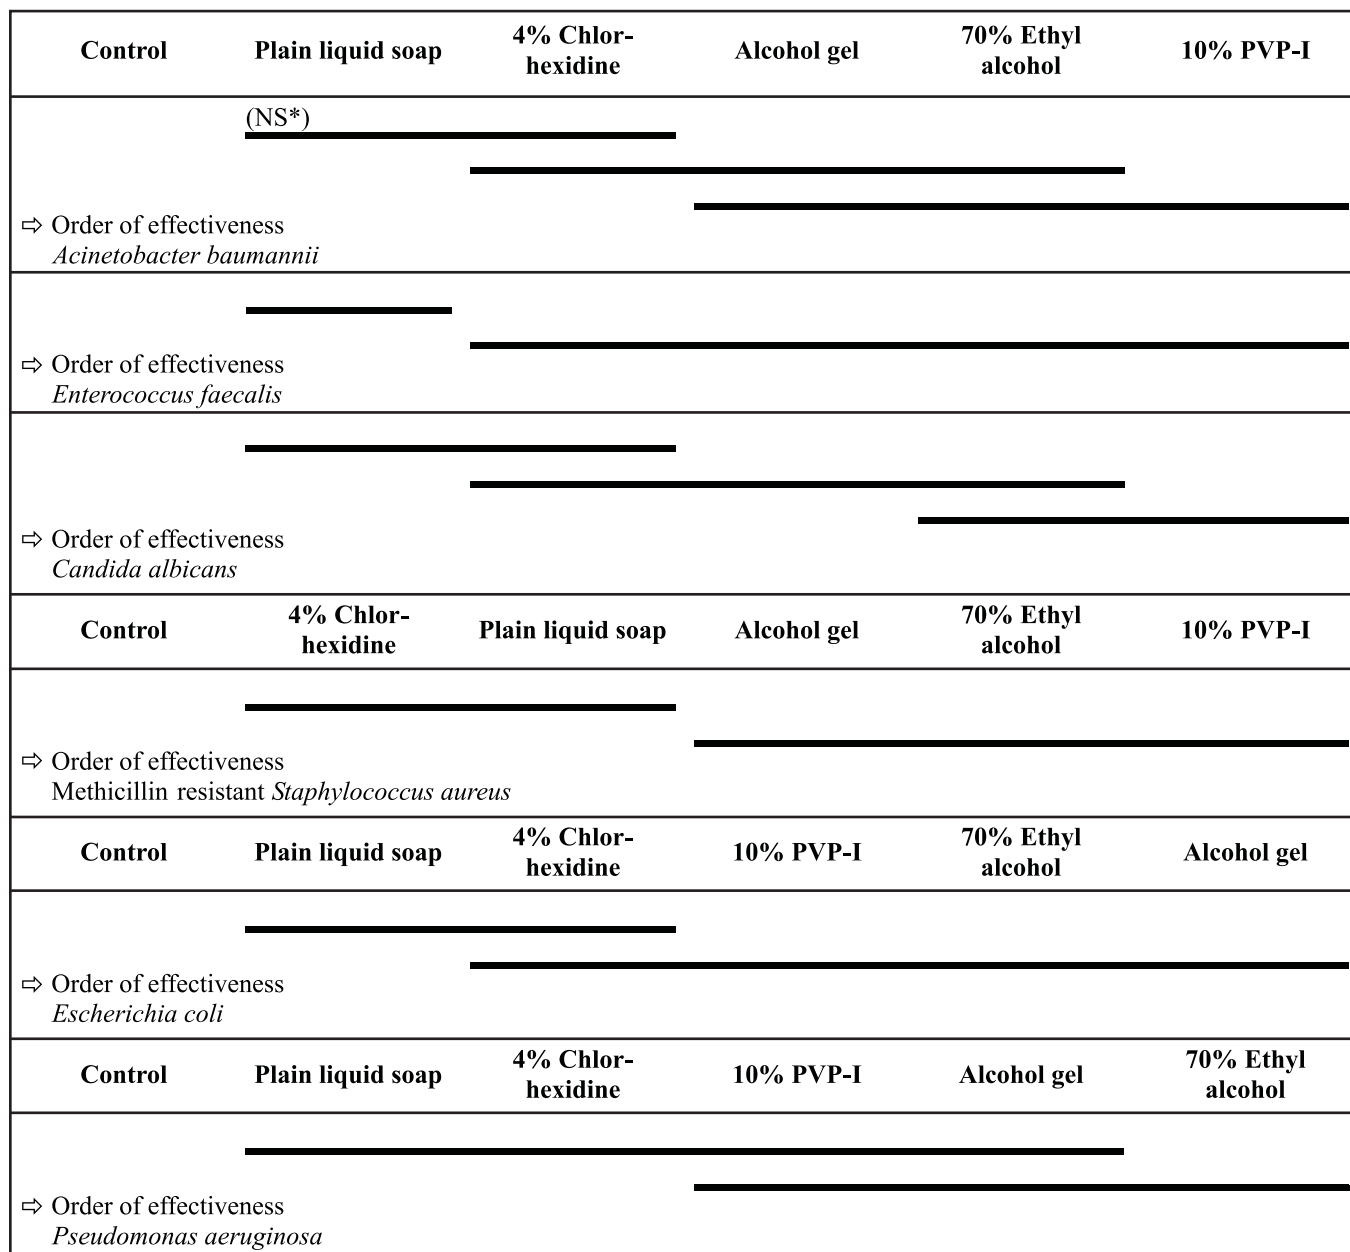 Control Plain liquid soap 4% Chlor- Alcohol gel 70% Ethyl 10% PVP-I
hexidine alcohol
(NS*)
⇨ Order of effectiveness
Acinetobacter baumannii
⇨ Order of effectiveness
Enterococcus faecalis
⇨ Order of effectiveness
Candida albicans
Control 4% Chlor- Plain liquid soap Alcohol gel 70% Ethyl 10% PVP-I
hexidine alcohol
⇨ Order of effectiveness
Methicillin resistant Staphylococcus aureus
Control Plain liquid soap 4% Chlor- 10% PVP-I 70% Ethyl Alcohol gel
hexidine alcohol
⇨ Order of effectiveness
Escherichia coli
Control Plain liquid soap 4% Chlor- 10% PVP-I Alcohol gel 70% Ethyl
hexidine alcohol
⇨ Order of effectiveness
Pseudomonas aeruginosa